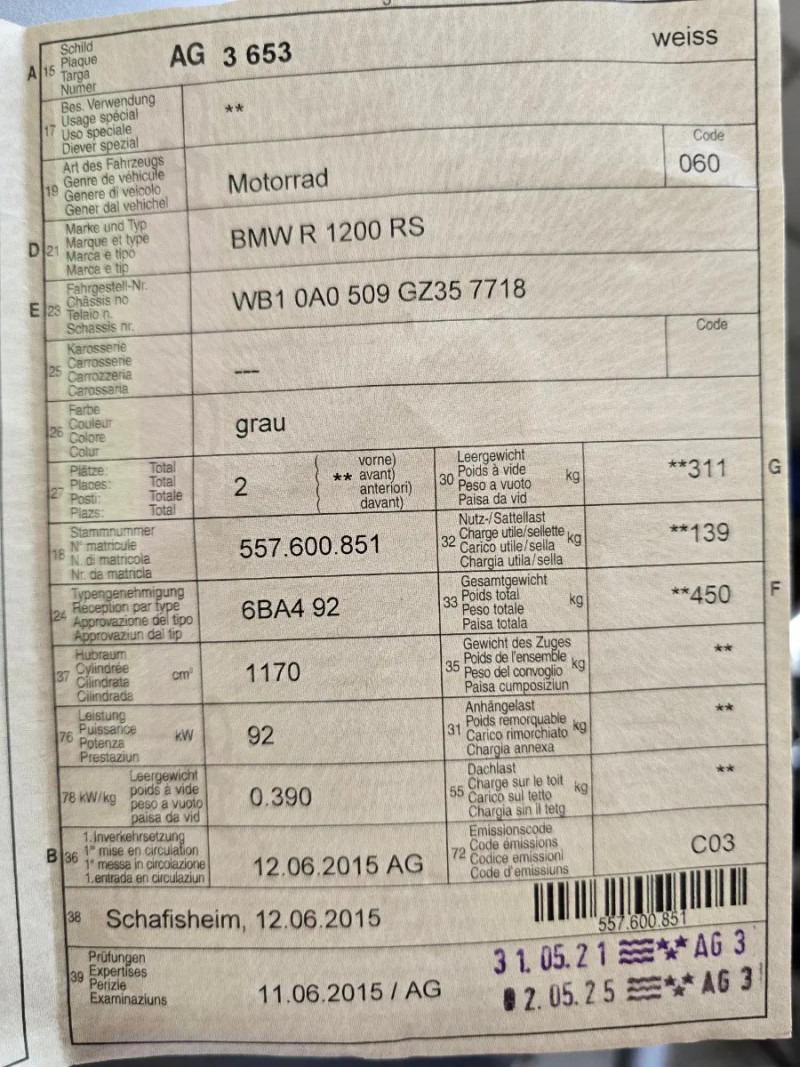 A 15 Schild
Plaque
Targa
Numer
AG 3 653 weiss
17 Bes. Verwendung
Usage spécial
Uso speciale
Diever spezial
**
19 Art des Fahrzeugs
Genre de véhicule
Genere di veicolo
Gener dal vehichel
Motorrad
Code
060
D 21 Marke und Typ
Marque et type
Marca e tipo
Marca e tip
BMW R 1200 RS
E 23 Fahrgestell-Nr.
Châssis no
Telaio n.
Schassis nr.
WB1 0A0 509 GZ35 7718
25 Karosserie
Carrosserie
Carrozzeria
Carossaria
---
Code
26 Farbe
Couleur
Colore
Colur
grau
27 Plätze: Total
Places: Total
Posti: Totale
Plazs: Total
2
( vorne)
** avant)
anteriori)
davant)
30 Leergewicht
Poids à vide
Peso a vuoto
Paisa da vid
kg
**311 G
18 Stammnummer
N° matricule
N. di matricola
Nr. da matricla
557.600.851
32 Nutz-/Sattellast
Charge utile/sellette
Carico utile/sella
Chargia utila/sella
kg
**139
24 Typengenehmigung
Réception par type
Approvazione del tipo
Approvaziun dal tip
6BA4 92
33 Gesamtgewicht
Poids total
Peso totale
Paisa totala
kg
**450 F
37 Hubraum
Cylindrée
Cilindrata
Cilindrada
cm³
1170
35 Gewicht des Zuges
Poids de l'ensemble
Peso del convoglio
Paisa cumposiziun
kg
**
76 Leistung
Puissance
Potenza
Prestaziun
kW
92
31 Anhängelast
Poids remorquable
Carico rimorchiato
Chargia annexa
kg
**
78 kW/kg Leergewicht
poids à vide
peso a vuoto
paisa da vid
0.390
55 Dachlast
Charge sur le toit
Carico sul tetto
Chargia sin il tetg
kg
**
B 36 1. Inverkehrsetzung
1re mise en circulation
1a messa in circolazione
1. entrada en circulaziun
12.06.2015 AG
72 Emissionscode
Code émissions
Codice emissioni
Code d'emissiuns
C03
38 Schafisheim, 12.06.2015
557.600.851
39 Prüfungen
Expertises
Perizie
Examinaziuns
11.06.2015 / AG
31.05.21 AG 3
02.05.25 AG 3